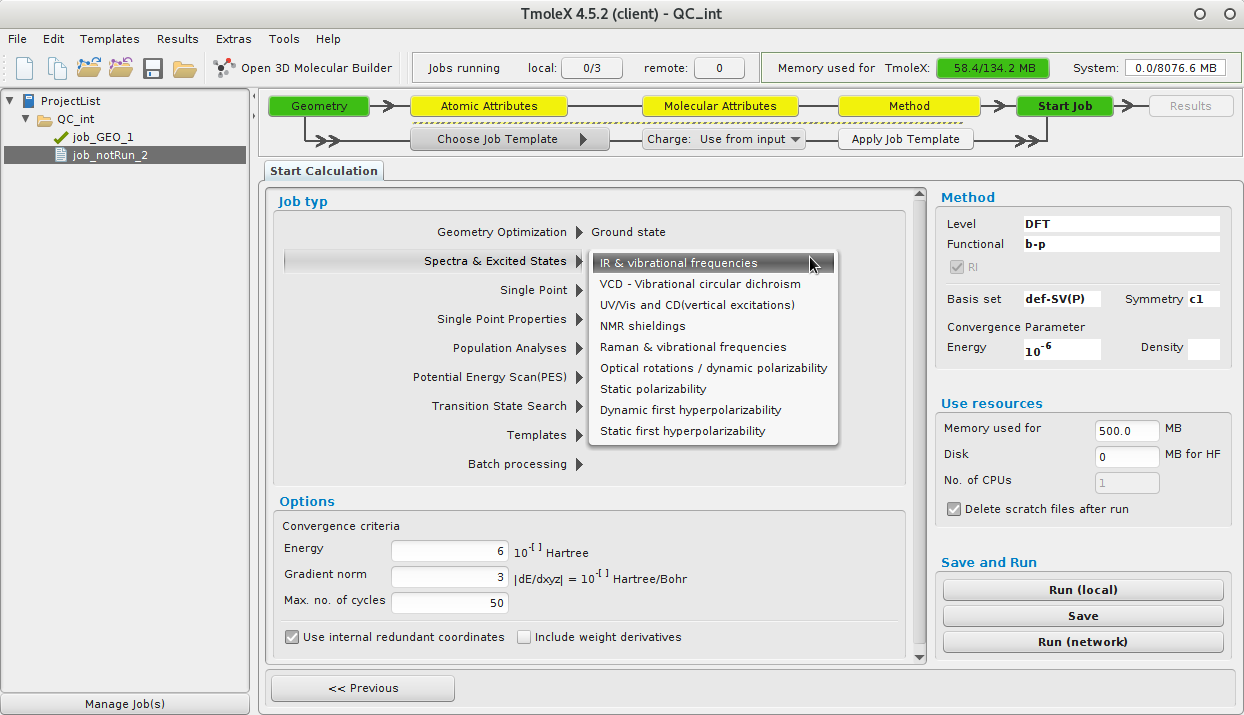 TmoleX 4.5.2 (client) - QC_int
File Edit Templates Results Extras Tools Help
Open 3D Molecular Builder
Jobs running local: 0/3 remote: 0
Memory used for TmoleX: 58.4/134.2 MB System: 0.0/8076.6 MB
ProjectList
QC_int
job_GEO_1
job_notRun_2
Manage Job(s)
Geometry Atomic Attributes Molecular Attributes Method Start Job Results
Choose Job Template Charge: Use from input Apply Job Template
Start Calculation
Job typ
Geometry Optimization Ground state
Spectra & Excited States
Single Point
Single Point Properties
Population Analyses
Potential Energy Scan(PES)
Transition State Search
Templates
Batch processing
IR & vibrational frequencies
VCD - Vibrational circular dichroism
UV/Vis and CD(vertical excitations)
NMR shieldings
Raman & vibrational frequencies
Optical rotations / dynamic polarizability
Static polarizability
Dynamic first hyperpolarizability
Static first hyperpolarizability
Options
Convergence criteria
Energy 6 10-[ ] Hartree
Gradient norm 3 |dE/dxyz| = 10-[ ] Hartree/Bohr
Max. no. of cycles 50
Use internal redundant coordinates Include weight derivatives
<< Previous
Method
Level DFT
Functional b-p
RI
Basis set def-SV(P) Symmetry c1
Convergence Parameter
Energy 10-6 Density
Use resources
Memory used for 500.0 MB
Disk 0 MB for HF
No. of CPUs 1
Delete scratch files after run
Save and Run
Run (local)
Save
Run (network)